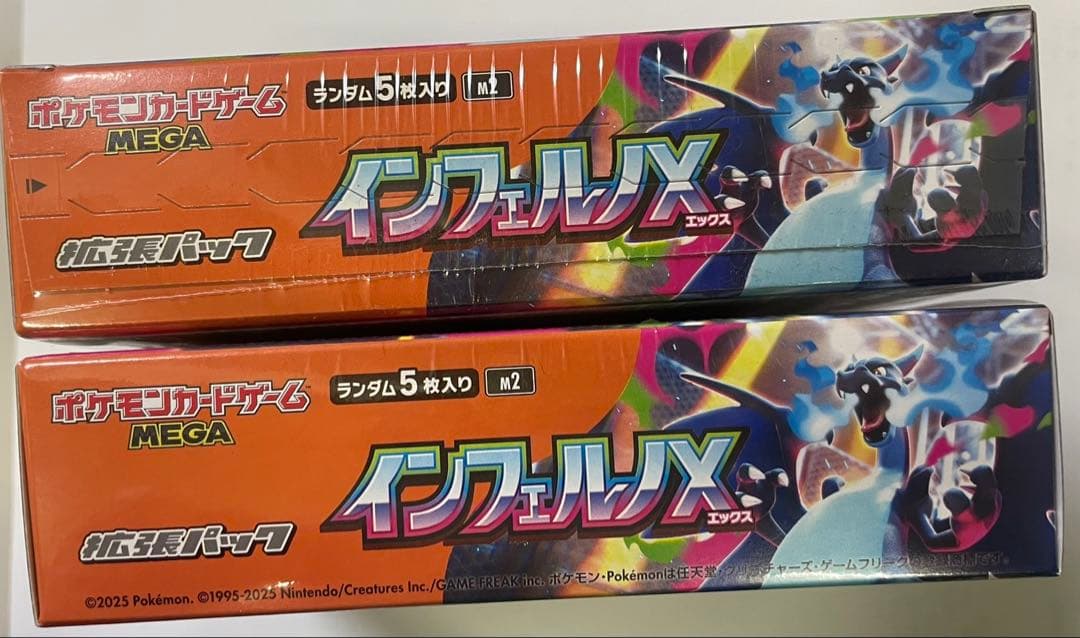 ポケモンカードゲーム
MEGA
ランダム5枚入り M2
インフェルノX
エックス
拡張パック
ポケモンカードゲーム
MEGA
ランダム5枚入り M2
インフェルノX
エックス
拡張パック
©2025 Pokémon. ©1995-2025 Nintendo/Creatures Inc./GAME FREAK inc. ポケモン・Pokémonは任天堂・クリーチャーズ・ゲームフリークの登録商標です。